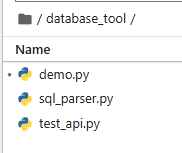 / database_tool /
Name
demo.py
sql_parser.py
test_api.py